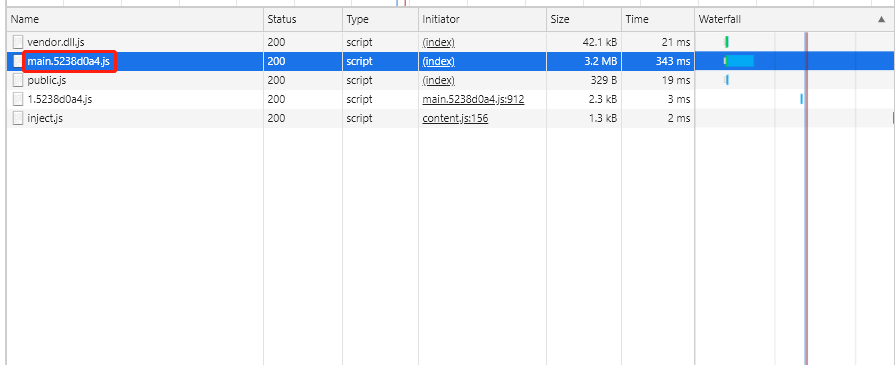 Name Status Type Initiator Size Time Waterfall ▲
vendor.dll.js 200 script (index) 42.1 kB 21 ms
main.5238d0a4.js 200 script (index) 3.2 MB 343 ms
public.js 200 script (index) 329 B 19 ms
1.5238d0a4.js 200 script main.5238d0a4.js:912 2.3 kB 3 ms
inject.js 200 script content.js:156 1.3 kB 2 ms